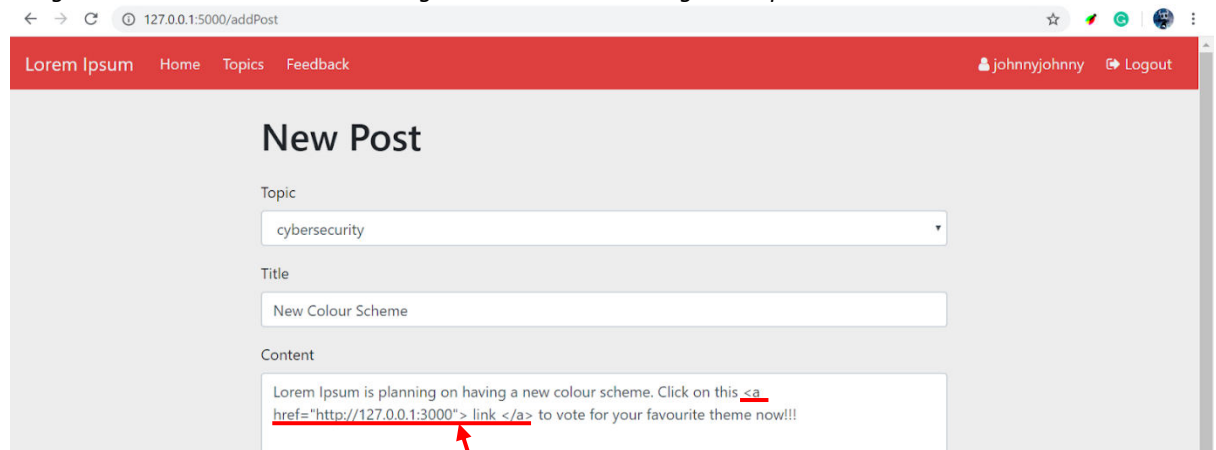 127.0.0.1:5000/addPost
Lorem Ipsum Home Topics Feedback johnnyjohnny Logout
New Post
Topic
cybersecurity
Title
New Colour Scheme
Content
Lorem Ipsum is planning on having a new colour scheme. Click on this <a
href="http://127.0.0.1:3000"> link </a> to vote for your favourite theme now!!!